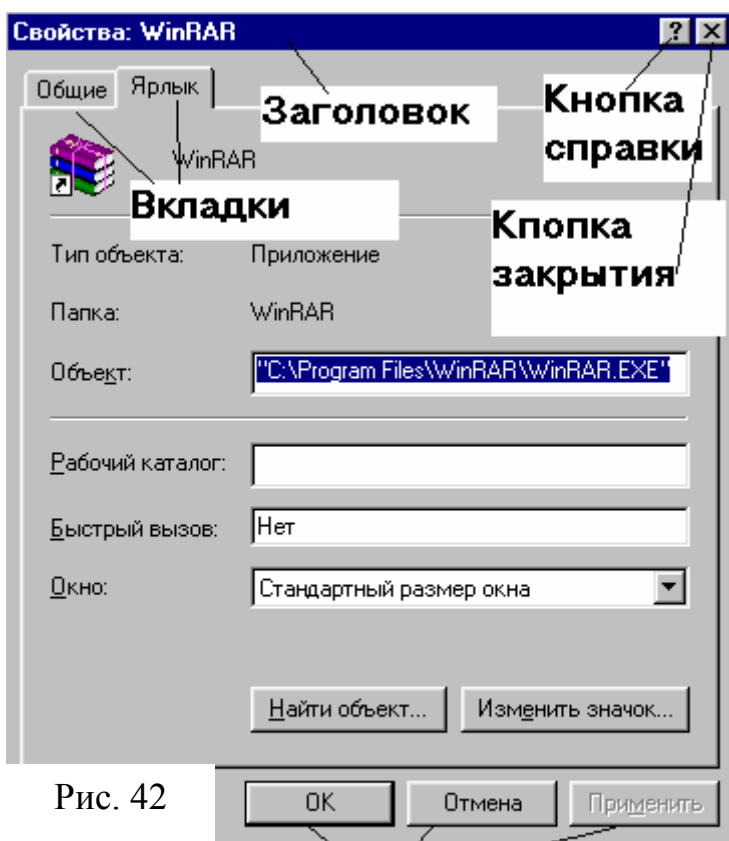 Свойства: WinRAR
Общие Ярлык
Заголовок
Кнопка
справки
WinRAR
Вкладки
Кпопка
закрытия
Тип объекта: Приложение
Папка: WinRAR
Объект: "C:\Program Files\WinRAR\WinRAR.EXE"
Рабочий каталог:
Быстрый вызов: Нет
Окно: Стандартный размер окна
Найти объект... Изменить значок...
Рис. 42
OK Отмена Применить